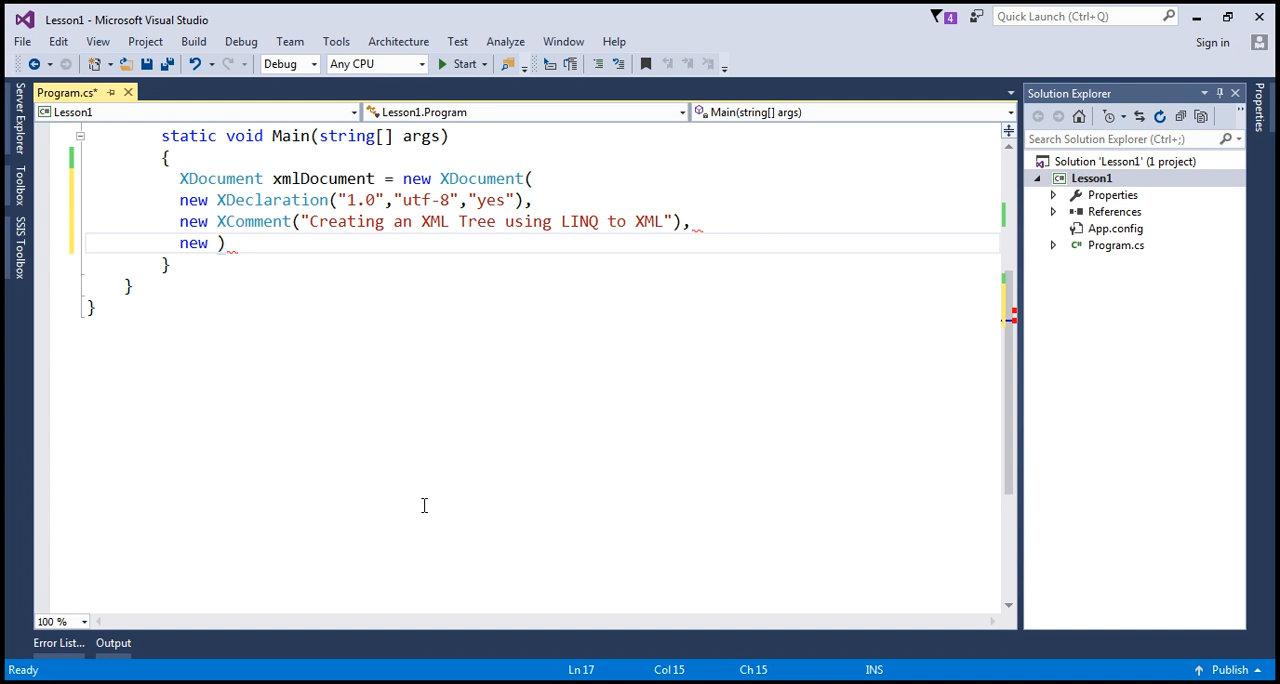 Lesson1 - Microsoft Visual Studio
4
Quick Launch (Ctrl+Q)
File Edit View Project Build Debug Team Tools Architecture Test Analyze Window Help
Sign in
Debug Any CPU Start
Server Explorer
Toolbox
SSIS Toolbox
Program.cs*
Lesson1 Lesson1.Program Main(string[] args)
static void Main(string[] args)
{
XDocument xmlDocument = new XDocument(
new XDeclaration("1.0","utf-8","yes"),
new XComment("Creating an XML Tree using LINQ to XML"),
new )
}
}
}
100 %
Solution Explorer
Search Solution Explorer (Ctrl+;)
Solution 'Lesson1' (1 project)
C# Lesson1
Properties
References
App.config
C# Program.cs
Properties
Error List... Output
Ready Ln 17 Col 15 Ch 15 INS Publish